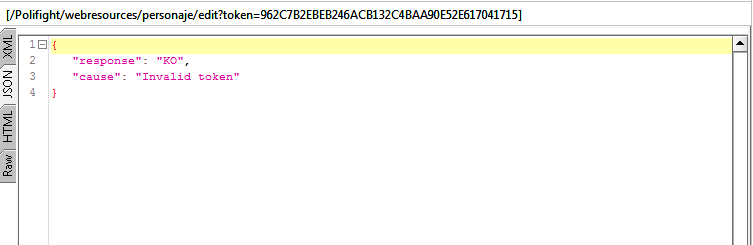 [/Polifight/webresources/personaje/edit?token=962C7B2EBEB246ACB132C4BAA90E52E617041715]
XML
JSON
HTML
Raw
1 {
2 "response": "KO",
3 "cause": "Invalid token"
4 }